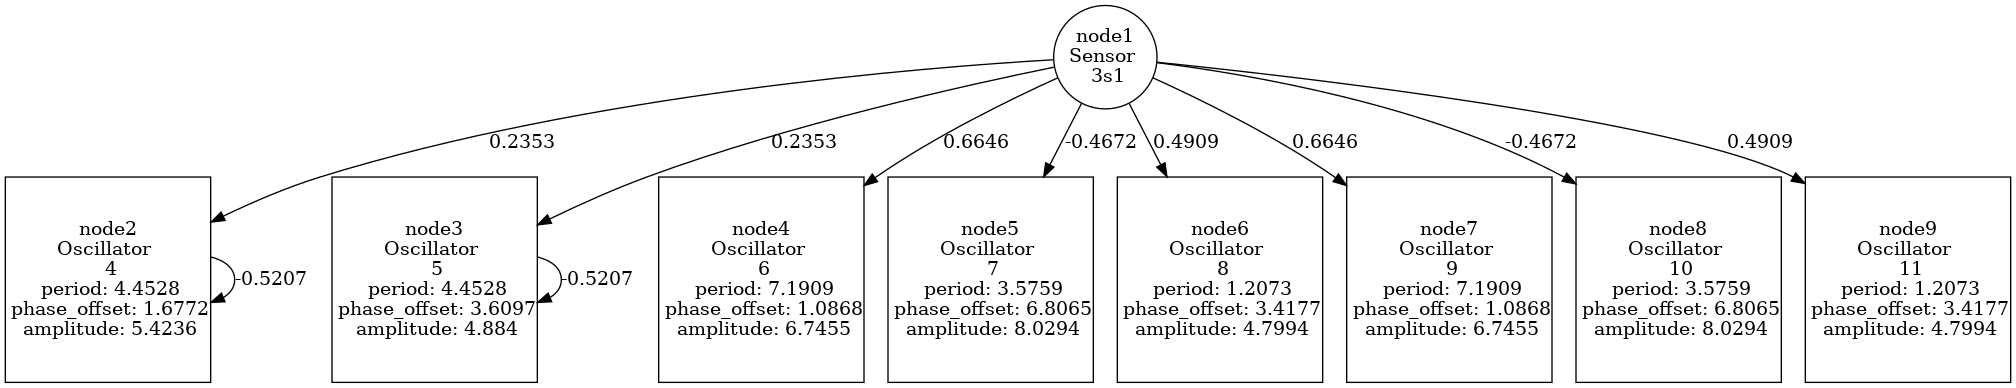 node1
Sensor
3s1
0.2353
0.2353
0.6646
-0.4672
0.4909
0.6646
-0.4672
0.4909
node2
Oscillator
4
period: 4.4528
phase_offset: 1.6772
amplitude: 5.4236
-0.5207
node3
Oscillator
5
period: 4.4528
phase_offset: 3.6097
amplitude: 4.884
-0.5207
node4
Oscillator
6
period: 7.1909
phase_offset: 1.0868
amplitude: 6.7455
node5
Oscillator
7
period: 3.5759
phase_offset: 6.8065
amplitude: 8.0294
node6
Oscillator
8
period: 1.2073
phase_offset: 3.4177
amplitude: 4.7994
node7
Oscillator
9
period: 7.1909
phase_offset: 1.0868
amplitude: 6.7455
node8
Oscillator
10
period: 3.5759
phase_offset: 6.8065
amplitude: 8.0294
node9
Oscillator
11
period: 1.2073
phase_offset: 3.4177
amplitude: 4.7994